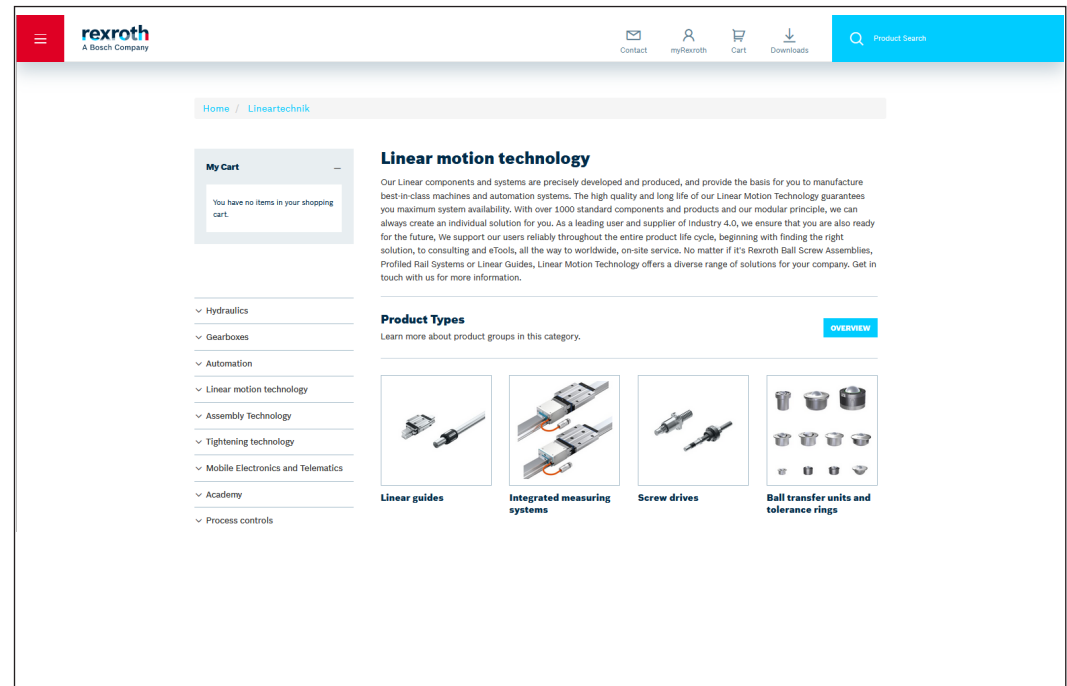 rexroth
A Bosch Company
Contact
myRexroth
Cart
Downloads
Product Search
Home / Lineartechnik
My Cart
You have no items in your shopping
cart.
Hydraulics
Gearboxes
Automation
Linear motion technology
Assembly Technology
Tightening technology
Mobile Electronics and Telematics
Academy
Process controls
Linear motion technology
Our Linear components and systems are precisely developed and produced, and provide the basis for you to manufacture
best-in-class machines and automation systems. The high quality and long life of our Linear Motion Technology guarantees
you maximum system availability. With over 1000 standard components and products and our modular principle, we can
always create an individual solution for you. As a leading user and supplier of Industry 4.0, we ensure that you are also ready
for the future, We support our users reliably throughout the entire product life cycle, beginning with finding the right
solution, to consulting and eTools, all the way to worldwide, on-site service. No matter if it's Rexroth Ball Screw Assemblies,
Profiled Rail Systems or Linear Guides, Linear Motion Technology offers a diverse range of solutions for your company. Get in
touch with us for more information.
Product Types
Learn more about product groups in this category.
OVERVIEW
Linear guides
Integrated measuring
systems
Screw drives
Ball transfer units and
tolerance rings